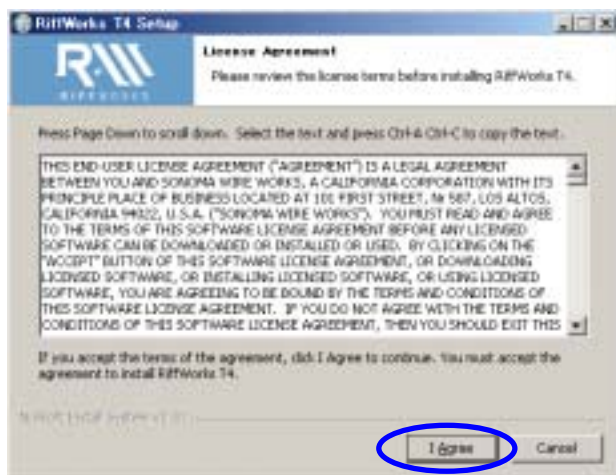 RiffWorks T4 Setup
RIFFWORKS
License Agreement
Please review the license terms before installing RiffWorks T4.
Press Page Down to scroll down. Select the text and press Ctrl-A Ctrl-C to copy the text.
THIS END-USER LICENSE AGREEMENT ("AGREEMENT") IS A LEGAL AGREEMENT
BETWEEN YOU AND SONOMA WIRE WORKS, A CALIFORNIA CORPORATION WITH ITS
PRINCIPLE PLACE OF BUSINESS LOCATED AT 101 FIRST STREET, № 587, LOS ALTOS,
CALIFORNIA 94022, U.S.A. ("SONOMA WIRE WORKS"). YOU MUST READ AND AGREE
TO THE TERMS OF THIS SOFTWARE LICENSE AGREEMENT BEFORE ANY LICENSED
SOFTWARE CAN BE DOWNLOADED OR INSTALLED OR USED. BY CLICKING ON THE
"ACCEPT" BUTTON OF THIS SOFTWARE LICENSE AGREEMENT, OR DOWNLOADING
LICENSED SOFTWARE, OR INSTALLING LICENSED SOFTWARE, OR USING LICENSED
SOFTWARE, YOU ARE AGREEING TO BE BOUND BY THE TERMS AND CONDITIONS OF
THIS SOFTWARE LICENSE AGREEMENT. IF YOU DO NOT AGREE WITH THE TERMS AND
CONDITIONS OF THIS SOFTWARE LICENSE AGREEMENT, THEN YOU SHOULD EXIT THIS
If you accept the terms of the agreement, click I Agree to continue. You must accept the
agreement to install RiffWorks T4.
I Agree
Cancel